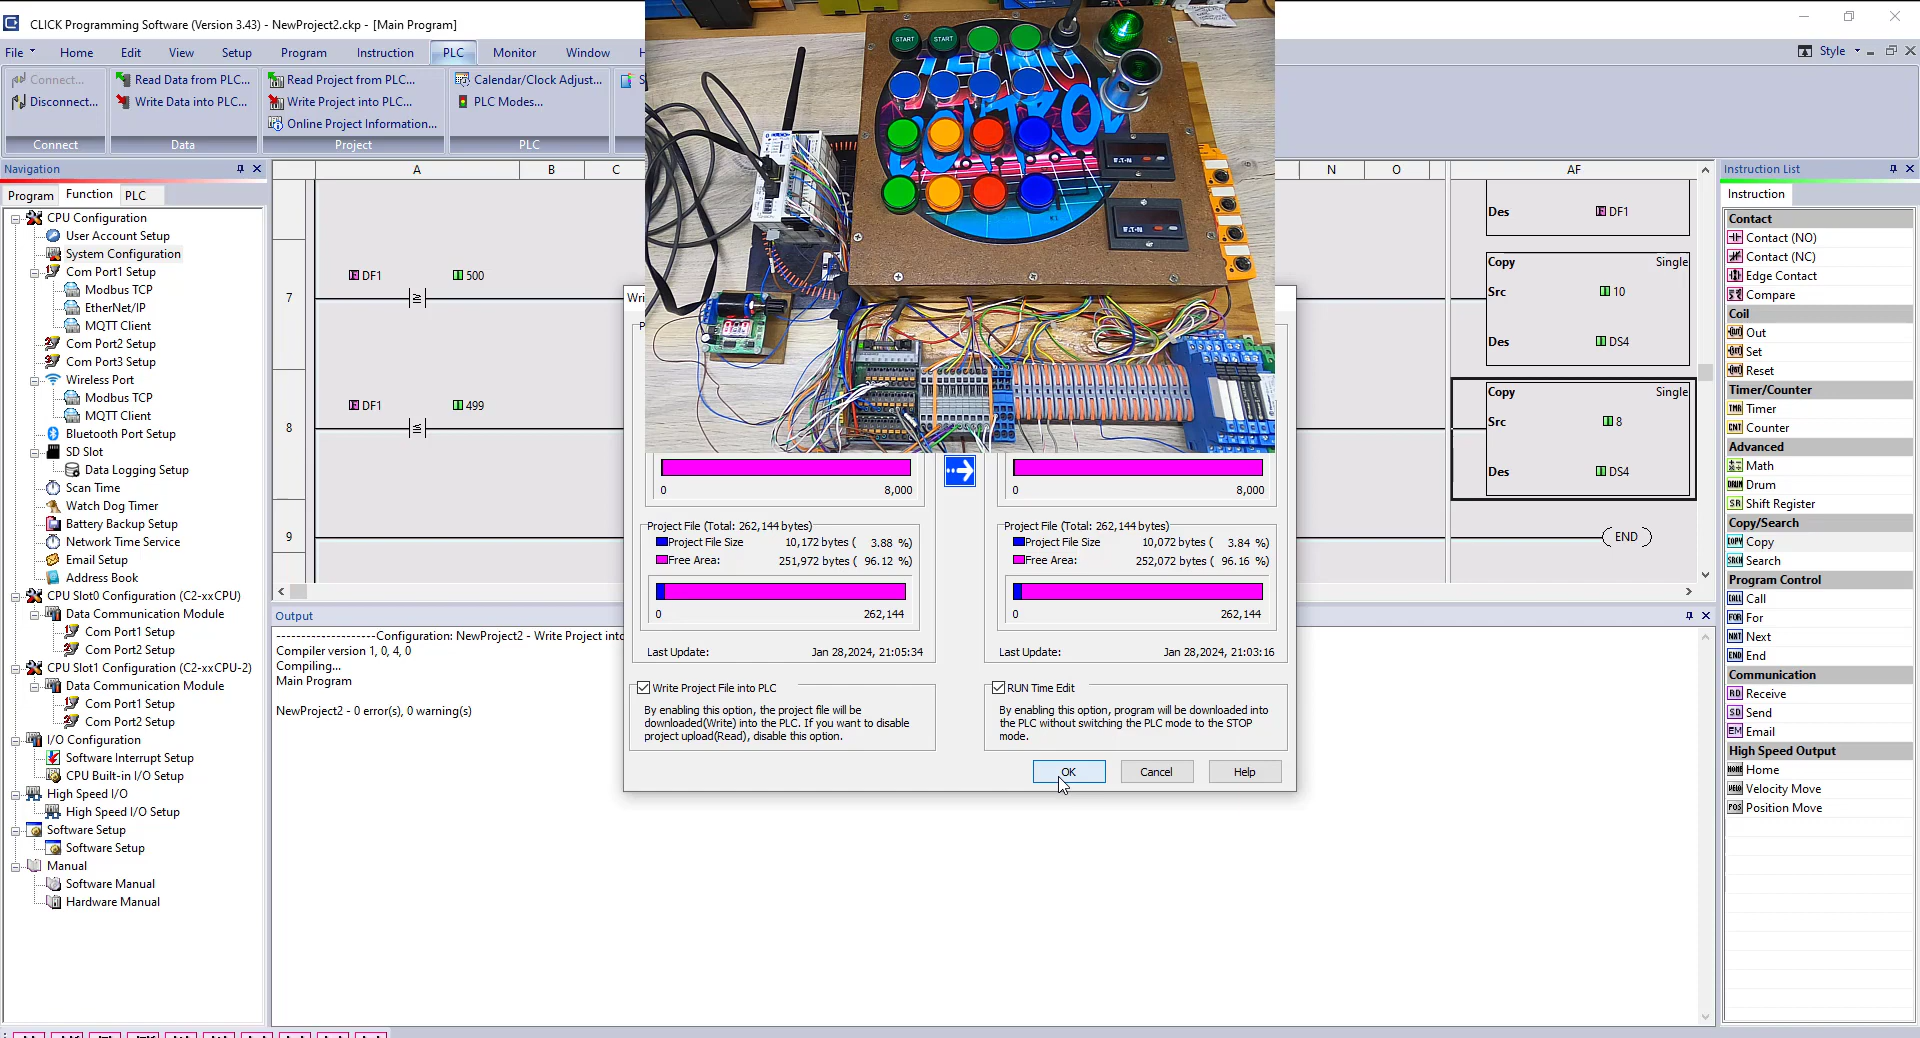 CLICK Programming Software (Version 3.43) - NewProject2.ckp - [Main Program]
File Home Edit View Setup Program Instruction PLC Monitor Window Style
Connect... Read Data from PLC... Read Project from PLC... Calendar/Clock Adjust...
Disconnect... Write Data into PLC... Write Project into PLC... PLC Modes...
Online Project Information...
Connect Data Project PLC
Navigation
Program Function PLC
CPU Configuration
User Account Setup
System Configuration
Com Port1 Setup
Modbus TCP
EtherNet/IP
MQTT Client
Com Port2 Setup
Com Port3 Setup
Wireless Port
Modbus TCP
MQTT Client
Bluetooth Port Setup
SD Slot
Data Logging Setup
Scan Time
Watch Dog Timer
Battery Backup Setup
Network Time Service
Email Setup
Address Book
CPU Slot0 Configuration (C2-xxCPU)
Data Communication Module
Com Port1 Setup
Com Port2 Setup
CPU Slot1 Configuration (C2-xxCPU-2)
Data Communication Module
Com Port1 Setup
Com Port2 Setup
I/O Configuration
Software Interrupt Setup
CPU Built-in I/O Setup
High Speed I/O
High Speed I/O Setup
Software Setup
Software Setup
Manual
Software Manual
Hardware Manual
A B C N O AF
Des DF1
7 DF1 500
≥
Copy Single
Src 10
Des DS4
8 DF1 499
≤
Copy Single
Src 8
Des DS4
9
END
START START
CONTROL
E·T·N
E·T·N
0 8,000
0 8,000
Project File (Total: 262,144 bytes)
Project File Size 10,172 bytes ( 3.88 %)
Free Area: 251,972 bytes ( 96.12 %)
0 262,144
Last Update: Jan 28,2024, 21:05:34
Project File (Total: 262,144 bytes)
Project File Size 10,072 bytes ( 3.84 %)
Free Area: 252,072 bytes ( 96.16 %)
0 262,144
Last Update: Jan 28,2024, 21:03:16
Write Project File into PLC
By enabling this option, the project file will be
downloaded(Write) into the PLC. If you want to disable
project upload(Read), disable this option.
RUN Time Edit
By enabling this option, program will be downloaded into
the PLC without switching the PLC mode to the STOP
mode.
OK Cancel Help
Output
--------------------Configuration: NewProject2 - Write Project into
Compiler version 1, 0, 4, 0
Compiling...
Main Program
NewProject2 - 0 error(s), 0 warning(s)
Instruction List
Instruction
Contact
Contact (NO)
Contact (NC)
Edge Contact
Compare
Coil
Out
Set
Reset
Timer/Counter
Timer
Counter
Advanced
Math
Drum
Shift Register
Copy/Search
Copy
Search
Program Control
Call
For
Next
End
Communication
Receive
Send
Email
High Speed Output
Home
Velocity Move
Position Move